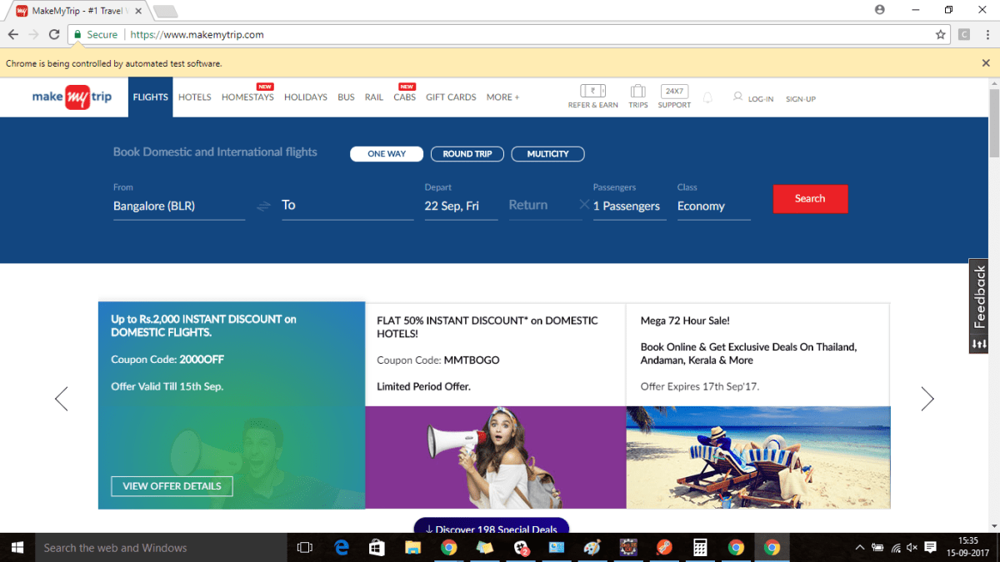 MakeMyTrip - #1 Travel
Secure
https://www.makemytrip.com
Chrome is being controlled by automated test software.
make my trip
FLIGHTS
HOTELS
NEW
HOMESTAYS
HOLIDAYS
BUS
RAIL
NEW
CABS
GIFT CARDS
MORE +
REFER & EARN
TRIPS
24X7
SUPPORT
LOG-IN
SIGN-UP
Book Domestic and International flights
ONE WAY
ROUND TRIP
MULTICITY
From
Depart
Passengers
Class
Bangalore (BLR)
To
22 Sep, Fri
Return
1 Passengers
Economy
Search
Feedback
Up to Rs.2,000 INSTANT DISCOUNT on
DOMESTIC FLIGHTS.
Coupon Code: 2000OFF
Offer Valid Till 15th Sep.
VIEW OFFER DETAILS
FLAT 50% INSTANT DISCOUNT* on DOMESTIC
HOTELS!
Coupon Code: MMTBOGO
Limited Period Offer.
Mega 72 Hour Sale!
Book Online & Get Exclusive Deals On Thailand,
Andaman, Kerala & More
Offer Expires 17th Sep'17.
Discover 198 Special Deals
Search the web and Windows
15:35
15-09-2017